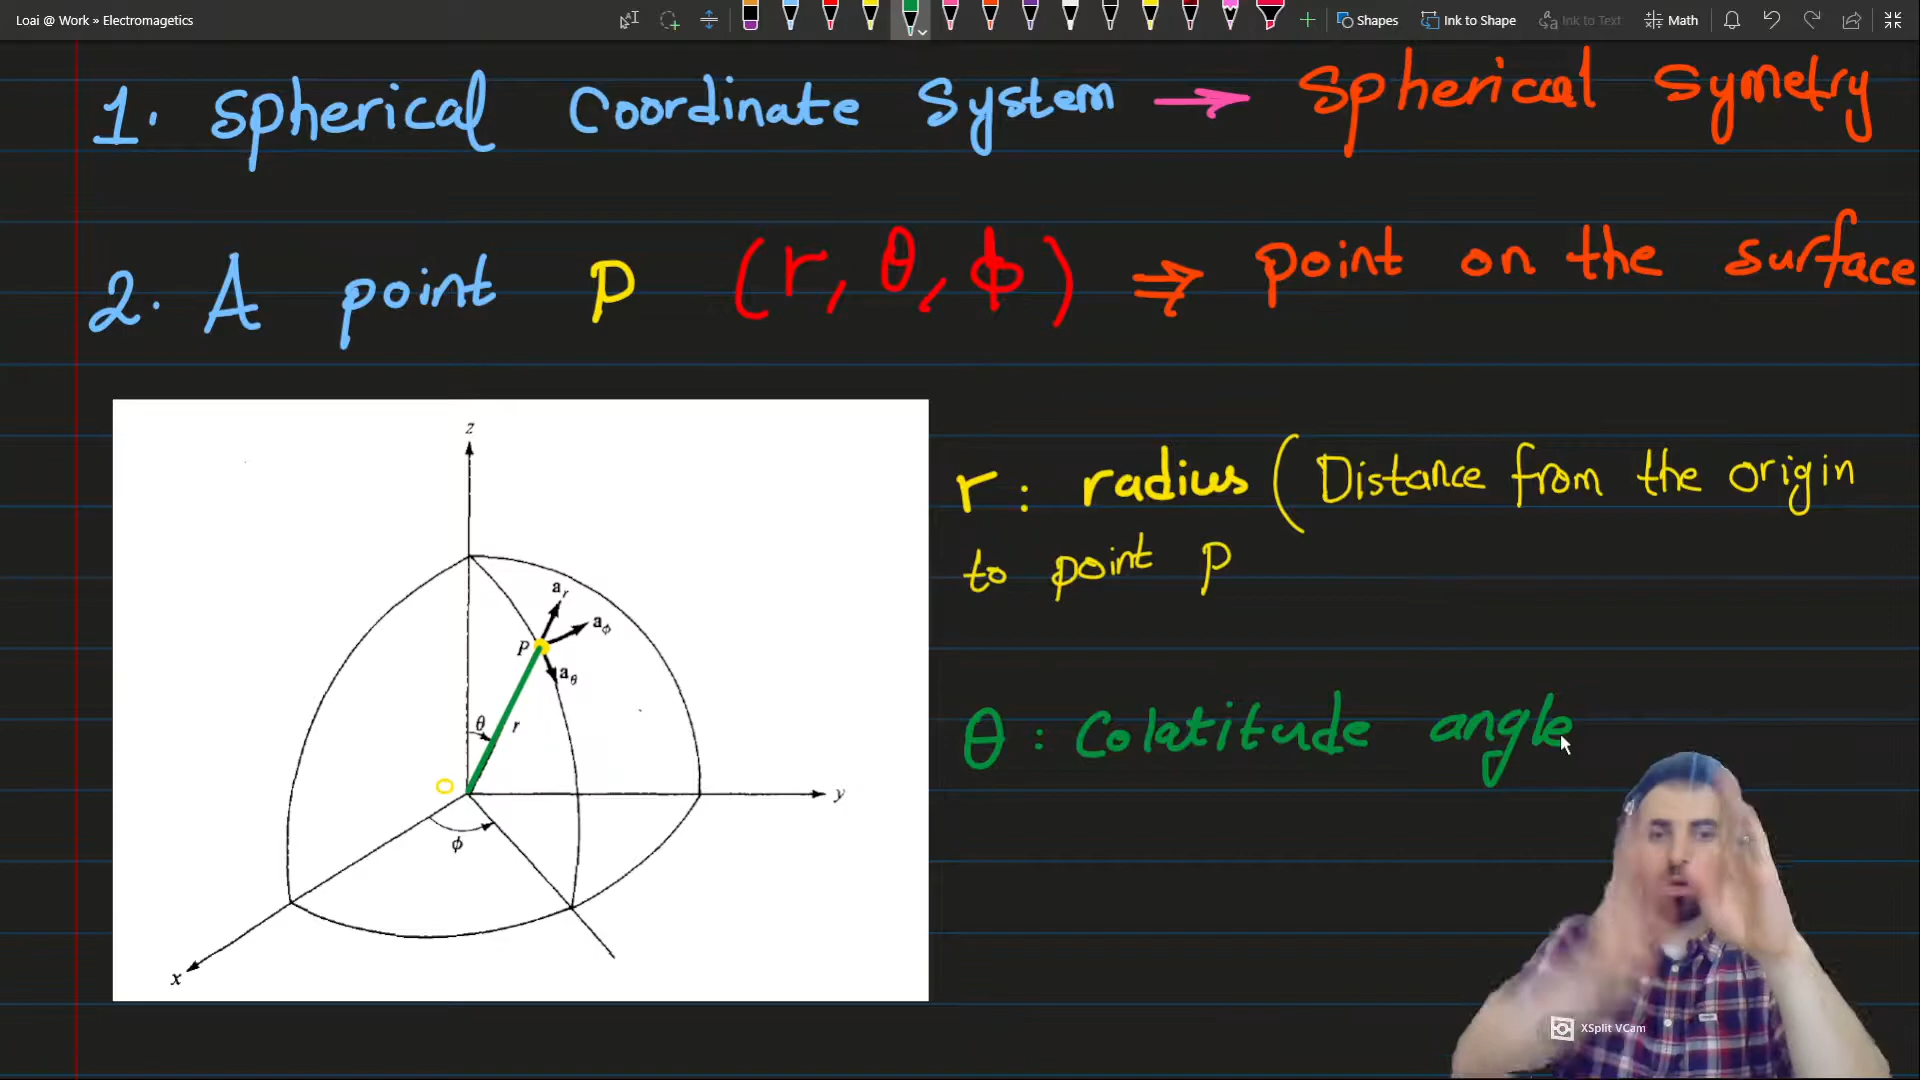 Loai @ Work » Electromagetics
Shapes Ink to Shape Ink to Text Math
1. Spherical Coordinate System → Spherical Symetry
2. A point P (r, θ, ϕ) ⇒ point on the surface
z
a_r
a_ϕ
P
a_θ
θ r
O
y
ϕ
x
r : radius ( Distance from the origin
to point P
θ : Colatitude angle
XSplit VCam